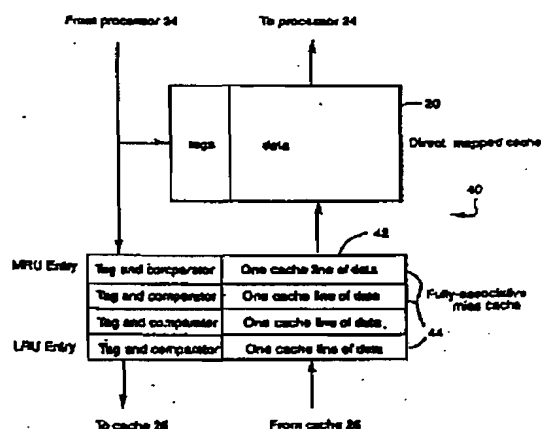 From processor 24
To processor 24
20
tags
data
Direct mapped cache
40
42
MRU Entry
Tag and comparator
One cache line of data
Tag and comparator
One cache line of data
Fully-associative
miss cache
Tag and comparator
One cache line of data
44
LRU Entry
Tag and comparator
One cache line of data
To cache 26
From cache 26